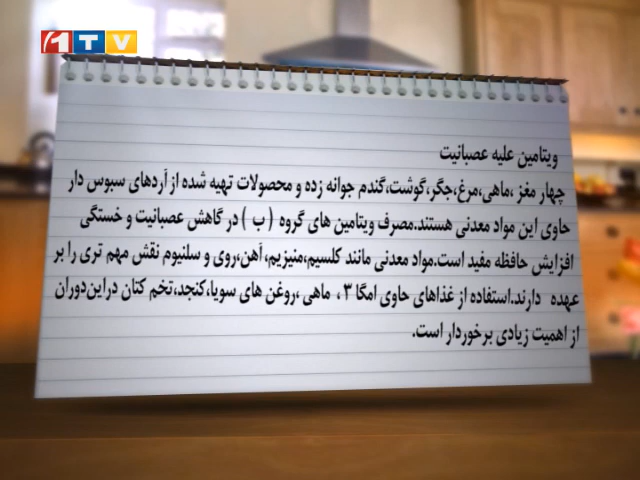 1TV
ویتامین علیه عصبانیت
چهار مغز ،ماهی،مرغ،جگر،گوشت،گندم جوانه زده و محصولات تهیه شده از آردهای سبوس دار
حاوی این مواد معدنی هستند.مصرف ویتامین های گروه ( ب ) در گاهش عصبانیت و خستگی
افزایش حافظه مفید است.مواد معدنی مانند کلسیم،منیزیم،آهن،روی و سلنیوم نقش مهم تری را بر
عهده دارند.استفاده از غذاهای حاوی امگا ۳ ، ماهی ،روغن های سویا،کنجد،تخم کتان دراین‌دوران
از اهمیت زیادی برخوردار است.